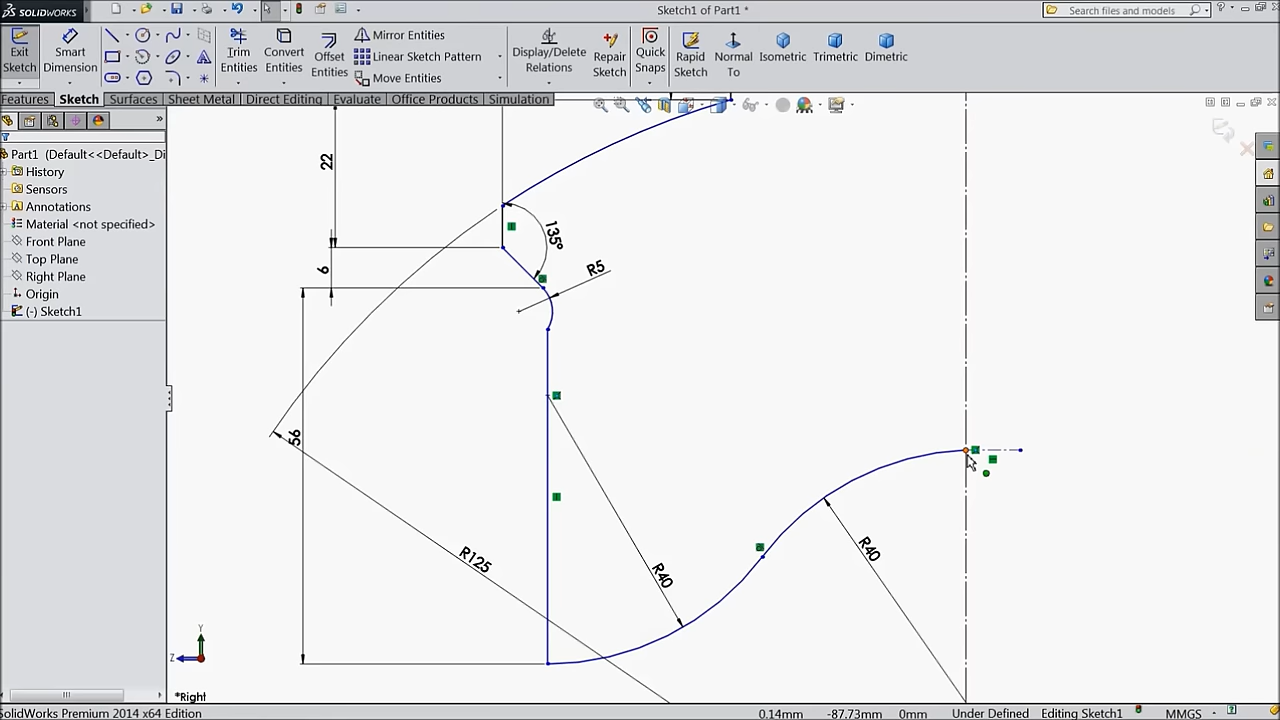 SOLIDWORKS
Sketch1 of Part1 *
Search files and models
Exit Sketch
Smart Dimension
Trim Entities
Convert Entities
Offset Entities
Mirror Entities
Linear Sketch Pattern
Move Entities
Display/Delete Relations
Repair Sketch
Quick Snaps
Rapid Sketch
Normal To
Isometric
Trimetric
Dimetric
Features
Sketch
Surfaces
Sheet Metal
Direct Editing
Evaluate
Office Products
Simulation
Part1 (Default<<Default>_Di
History
Sensors
Annotations
Material <not specified>
Front Plane
Top Plane
Right Plane
Origin
(-) Sketch1
22
135°
6
R5
56
R125
R40
R40
Y
Z
*Right
SolidWorks Premium 2014 x64 Edition
0.14mm
-87.73mm
0mm
Under Defined
Editing Sketch1
MMGS